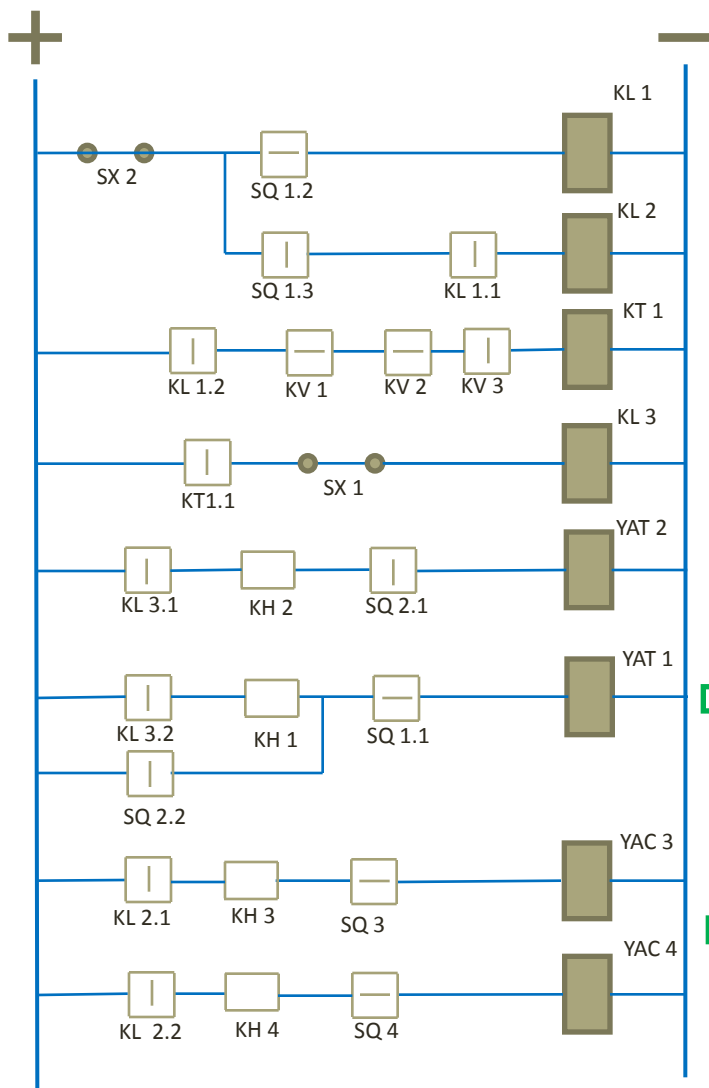 + −
KL 1
SX 2
SQ 1.2
KL 2
SQ 1.3
KL 1.1
KT 1
KL 1.2
KV 1
KV 2
KV 3
KL 3
KT1.1
SX 1
YAT 2
KL 3.1
KH 2
SQ 2.1
YAT 1
KL 3.2
KH 1
SQ 1.1
SQ 2.2
YAC 3
KL 2.1
KH 3
SQ 3
YAC 4
KL 2.2
KH 4
SQ 4